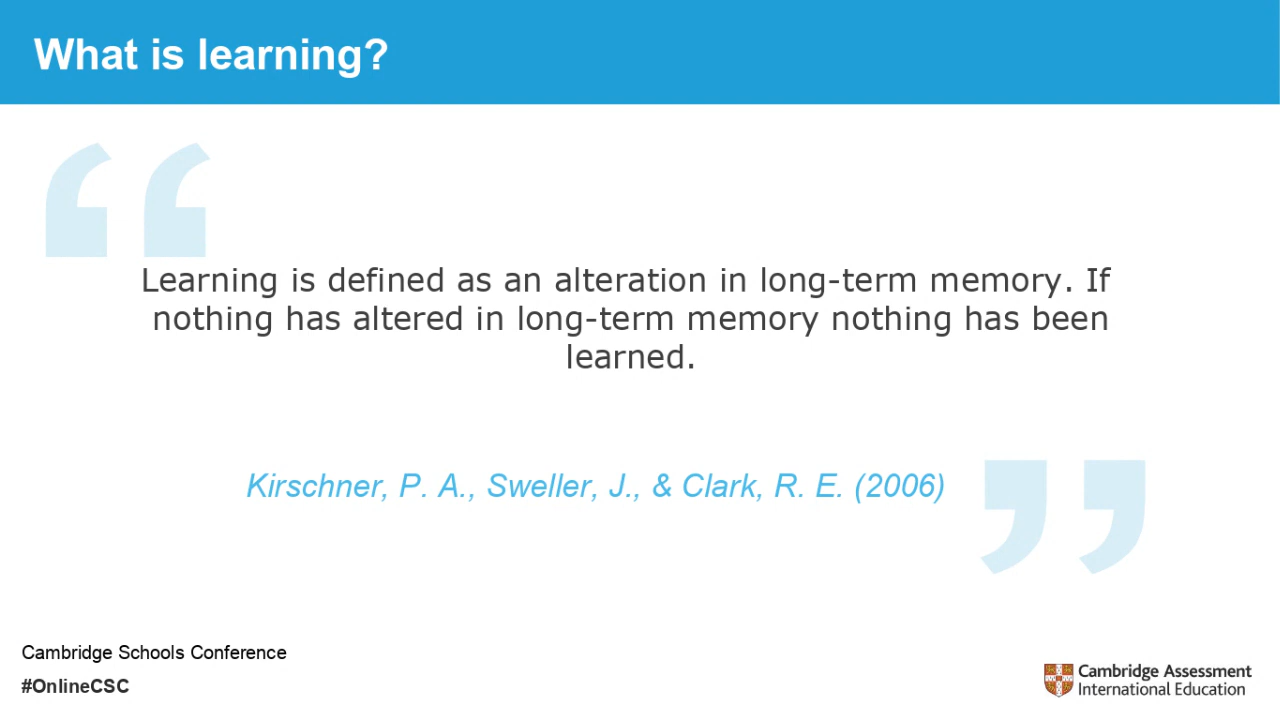 What is learning?
“
Learning is defined as an alteration in long-term memory. If
nothing has altered in long-term memory nothing has been
learned.
Kirschner, P. A., Sweller, J., & Clark, R. E. (2006)
”
Cambridge Schools Conference
#OnlineCSC
Cambridge Assessment
International Education